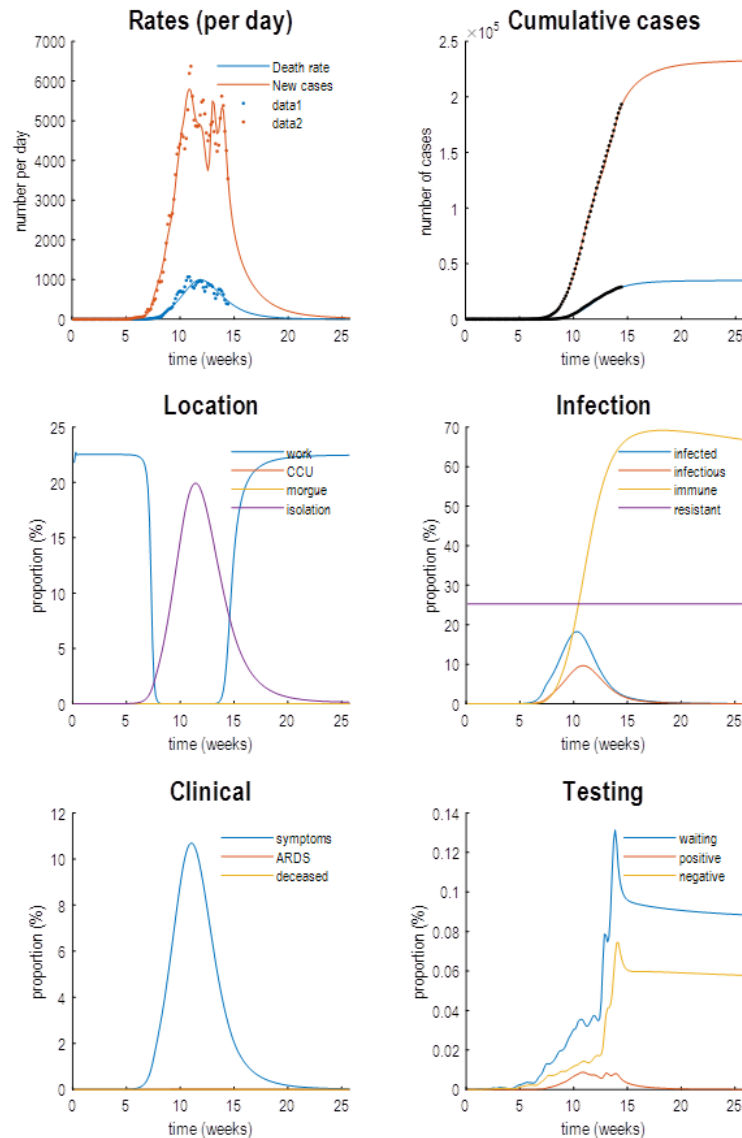 Rates (per day)
7000
6000
5000
4000
3000
2000
1000
0
number per day
Death rate
New cases
data1
data2
0 5 10 15 20 25
time (weeks)
Cumulative cases
2.5 × 10^5
2
1.5
1
0.5
0
number of cases
0 5 10 15 20 25
time (weeks)
Location
25
20
15
10
5
0
proportion (%)
work
CCU
morgue
isolation
0 5 10 15 20 25
time (weeks)
Infection
70
60
50
40
30
20
10
0
proportion (%)
infected
infectious
immune
resistant
0 5 10 15 20 25
time (weeks)
Clinical
12
10
8
6
4
2
0
proportion (%)
symptoms
ARDS
deceased
0 5 10 15 20 25
time (weeks)
Testing
0.14
0.12
0.1
0.08
0.06
0.04
0.02
0
proportion (%)
waiting
positive
negative
0 5 10 15 20 25
time (weeks)